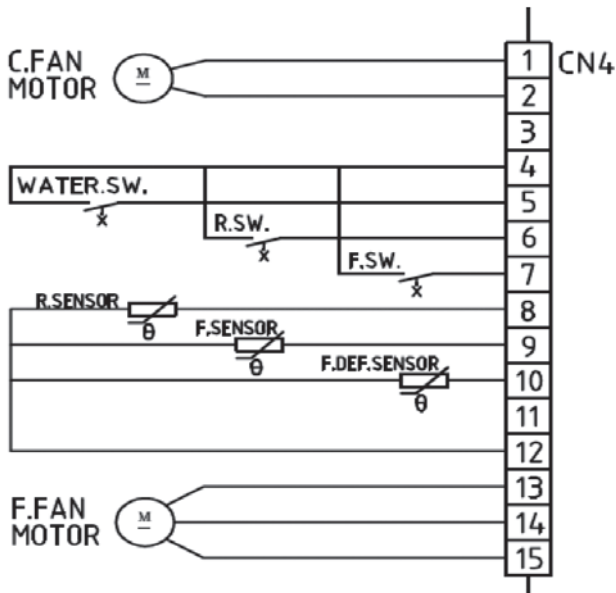 C.FAN
MOTOR
M
1
CN4
2
3
4
WATER.SW.
5
R.SW.
6
F.SW.
7
R.SENSOR
8
θ
F.SENSOR
9
θ
F.DEF.SENSOR
10
θ
11
12
F.FAN
MOTOR
M
13
14
15